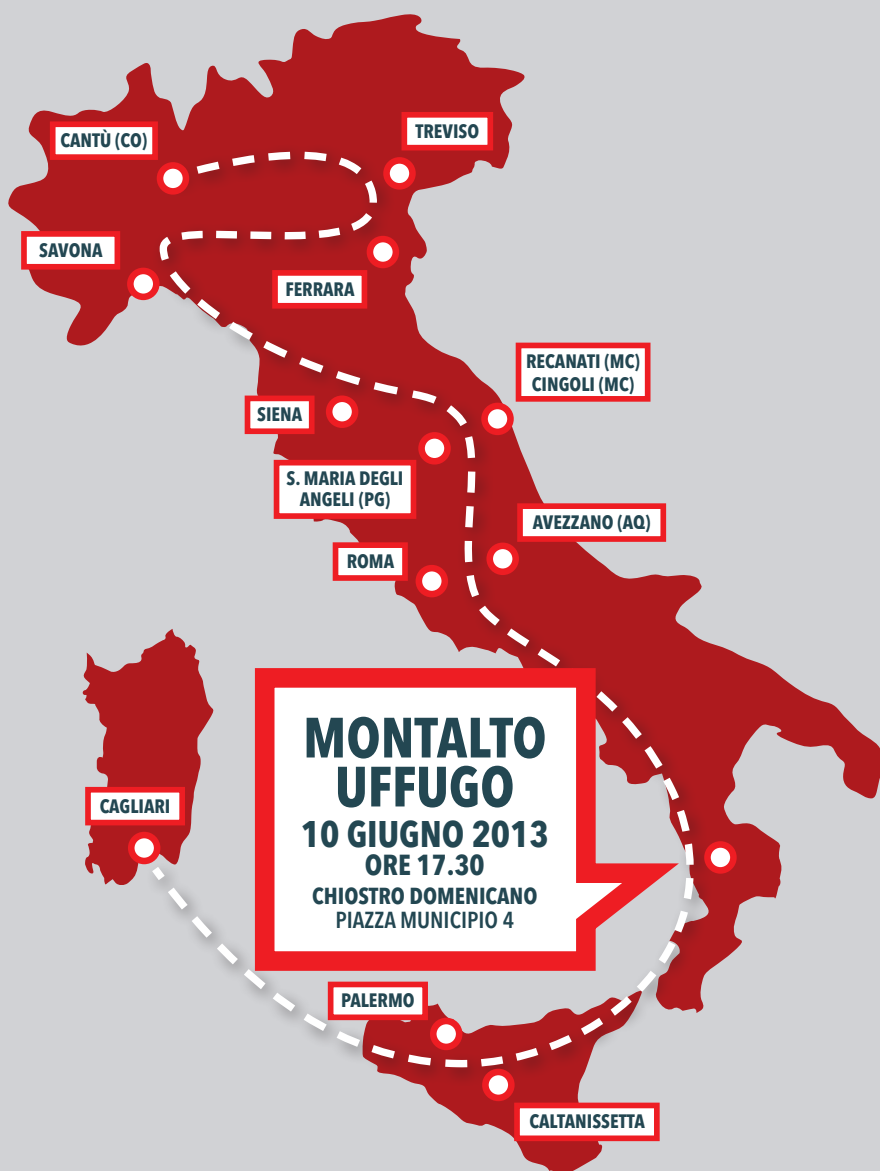 CANTÙ (CO)
TREVISO
SAVONA
FERRARA
RECANATI (MC)
CINGOLI (MC)
SIENA
S. MARIA DEGLI
ANGELI (PG)
AVEZZANO (AQ)
ROMA
MONTALTO
UFFUGO
10 GIUGNO 2013
ORE 17.30
CHIOSTRO DOMENICANO
PIAZZA MUNICIPIO 4
CAGLIARI
PALERMO
CALTANISSETTA